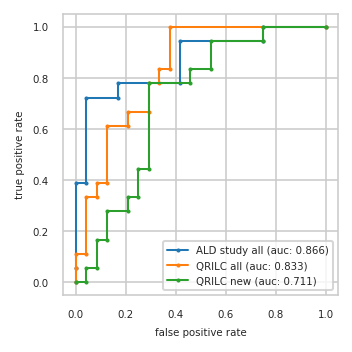 1.0
0.8
0.6
0.4
0.2
0.0
true positive rate
0.0 0.2 0.4 0.6 0.8 1.0
false positive rate
ALD study all (auc: 0.866)
QRILC all (auc: 0.833)
QRILC new (auc: 0.711)